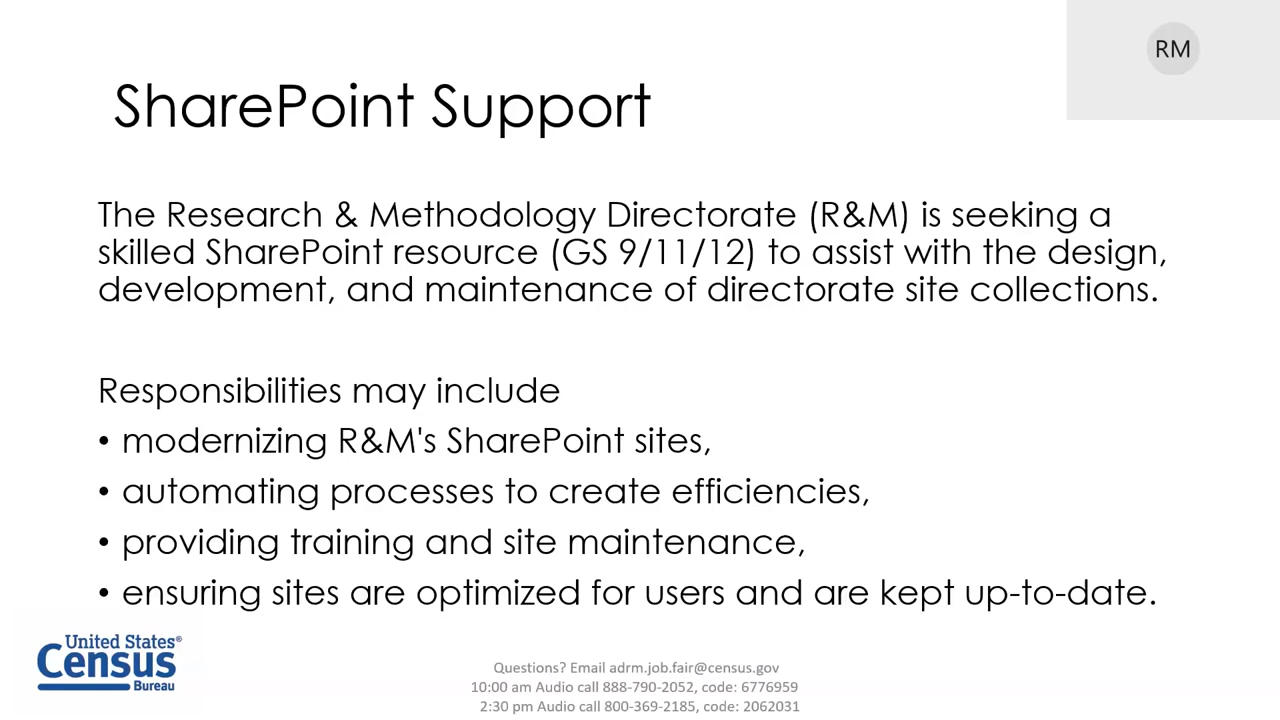 RM
SharePoint Support
The Research & Methodology Directorate (R&M) is seeking a
skilled SharePoint resource (GS 9/11/12) to assist with the design,
development, and maintenance of directorate site collections.
Responsibilities may include
• modernizing R&M's SharePoint sites,
• automating processes to create efficiencies,
• providing training and site maintenance,
• ensuring sites are optimized for users and are kept up-to-date.
United States®
Census
Bureau
Questions? Email adrm.job.fair@census.gov
10:00 am Audio call 888-790-2052, code: 6776959
2:30 pm Audio call 800-369-2185, code: 2062031